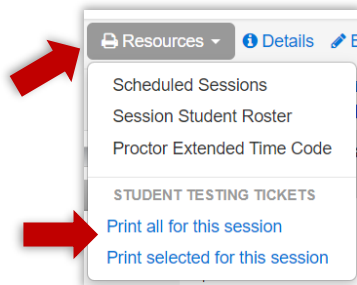 Resources Details
Scheduled Sessions
Session Student Roster
Proctor Extended Time Code
STUDENT TESTING TICKETS
Print all for this session
Print selected for this session